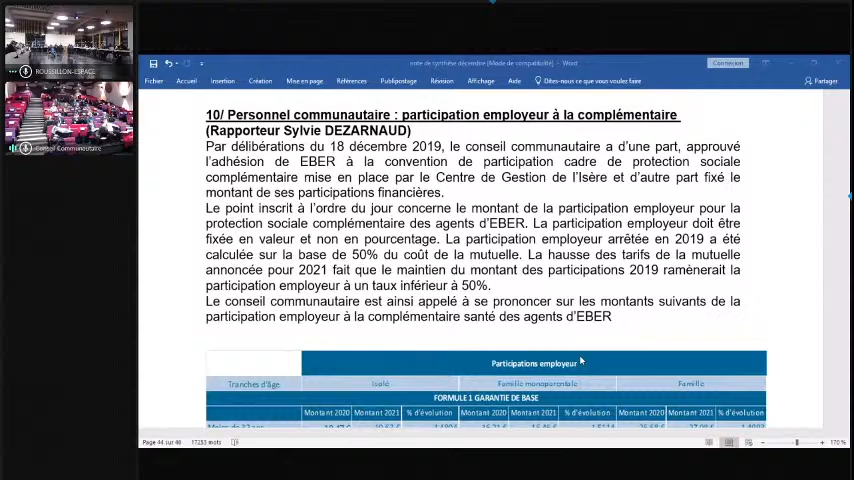 ROUSSILLON-ESPACE
Conseil Communautaire
note de synthèse décembre [Mode de compatibilité] - Word
Connexion
Fichier Accueil Insertion Création Mise en page Références Publipostage Révision Affichage Aide Dites-nous ce que vous voulez faire Partager
10/ Personnel communautaire : participation employeur à la complémentaire
(Rapporteur Sylvie DEZARNAUD)
Par délibérations du 18 décembre 2019, le conseil communautaire a d'une part, approuvé
l'adhésion de EBER à la convention de participation cadre de protection sociale
complémentaire mise en place par le Centre de Gestion de l'Isère et d'autre part fixé le
montant de ses participations financières.
Le point inscrit à l'ordre du jour concerne le montant de la participation employeur pour la
protection sociale complémentaire des agents d'EBER. La participation employeur doit être
fixée en valeur et non en pourcentage. La participation employeur arrêtée en 2019 a été
calculée sur la base de 50% du coût de la mutuelle. La hausse des tarifs de la mutuelle
annoncée pour 2021 fait que le maintien du montant des participations 2019 ramènerait la
participation employeur à un taux inférieur à 50%.
Le conseil communautaire est ainsi appelé à se prononcer sur les montants suivants de la
participation employeur à la complémentaire santé des agents d'EBER
Participations employeur
Tranches d'âge Isolé Famille monoparentale Famille
FORMULE 1 GARANTIE DE BASE
Montant 2020 Montant 2021 % d'évolution Montant 2020 Montant 2021 % d'évolution Montant 2020 Montant 2021 % d'évolution
Page 44 sur 46 17253 mots 170 %